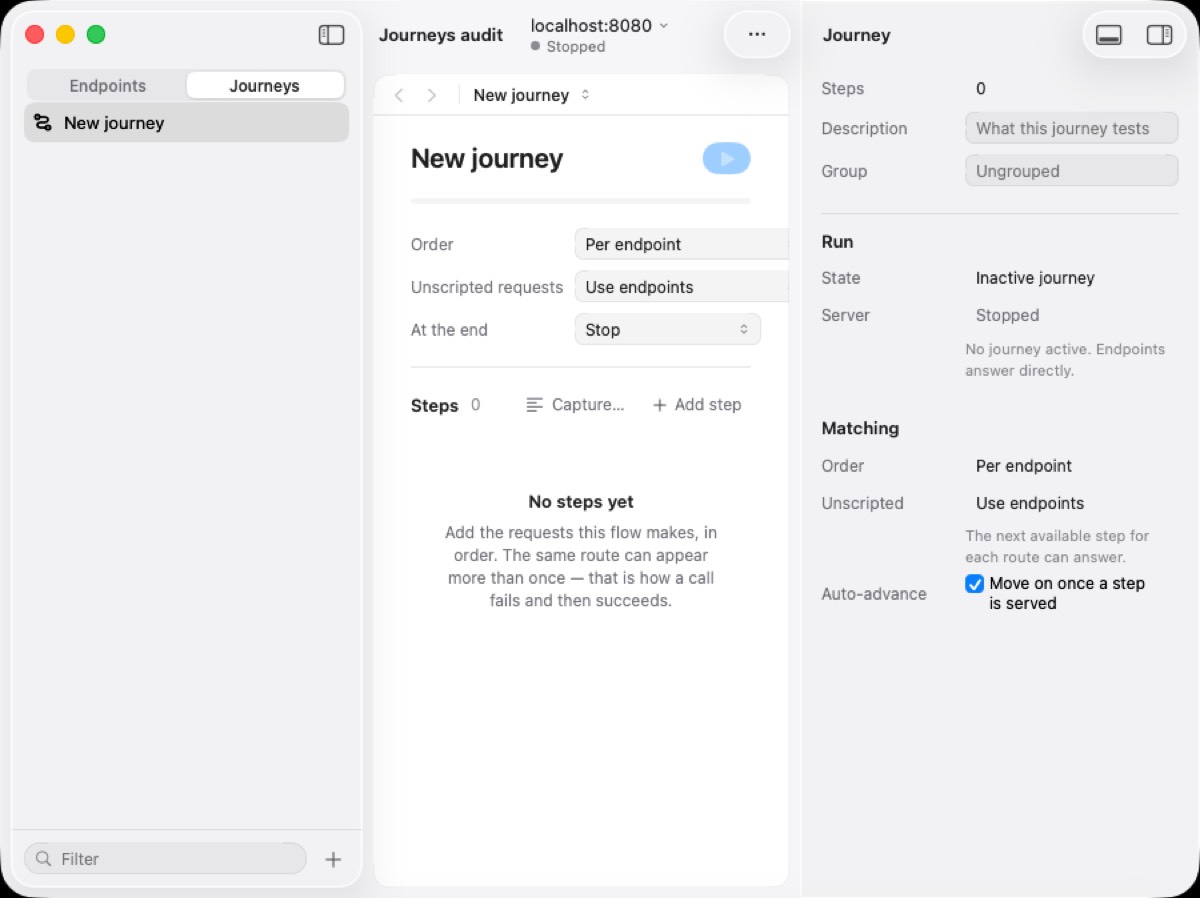 Endpoints
Journeys
New journey
Filter
Journeys audit
localhost:8080
Stopped
New journey
New journey
Order
Per endpoint
Unscripted requests
Use endpoints
At the end
Stop
Steps 0
Capture...
Add step
No steps yet
Add the requests this flow makes, in
order. The same route can appear
more than once — that is how a call
fails and then succeeds.
Journey
Steps
0
Description
What this journey tests
Group
Ungrouped
Run
State
Inactive journey
Server
Stopped
No journey active. Endpoints
answer directly.
Matching
Order
Per endpoint
Unscripted
Use endpoints
The next available step for
each route can answer.
Auto-advance
Move on once a step
is served